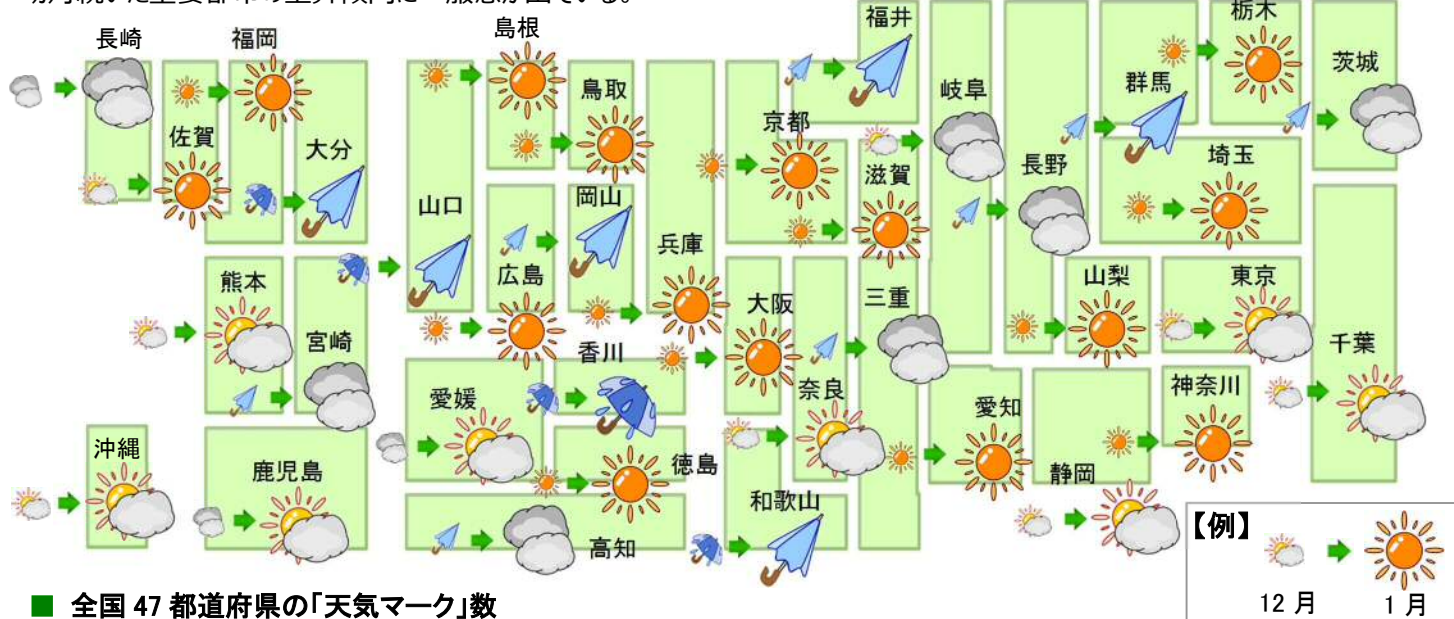 島根
福井
栃木
長崎
福岡
茨城
鳥取
岐阜
群馬
京都
佐賀
大分
長野
埼玉
滋賀
岡山
山口
兵庫
熊本
広島
大阪
三重
山梨
東京
宮崎
香川
千葉
愛媛
奈良
神奈川
愛知
沖縄
鹿児島
徳島
静岡
和歌山
高知
【例】
12 月
1 月
■ 全国 47 都道府県の「天気マーク」数